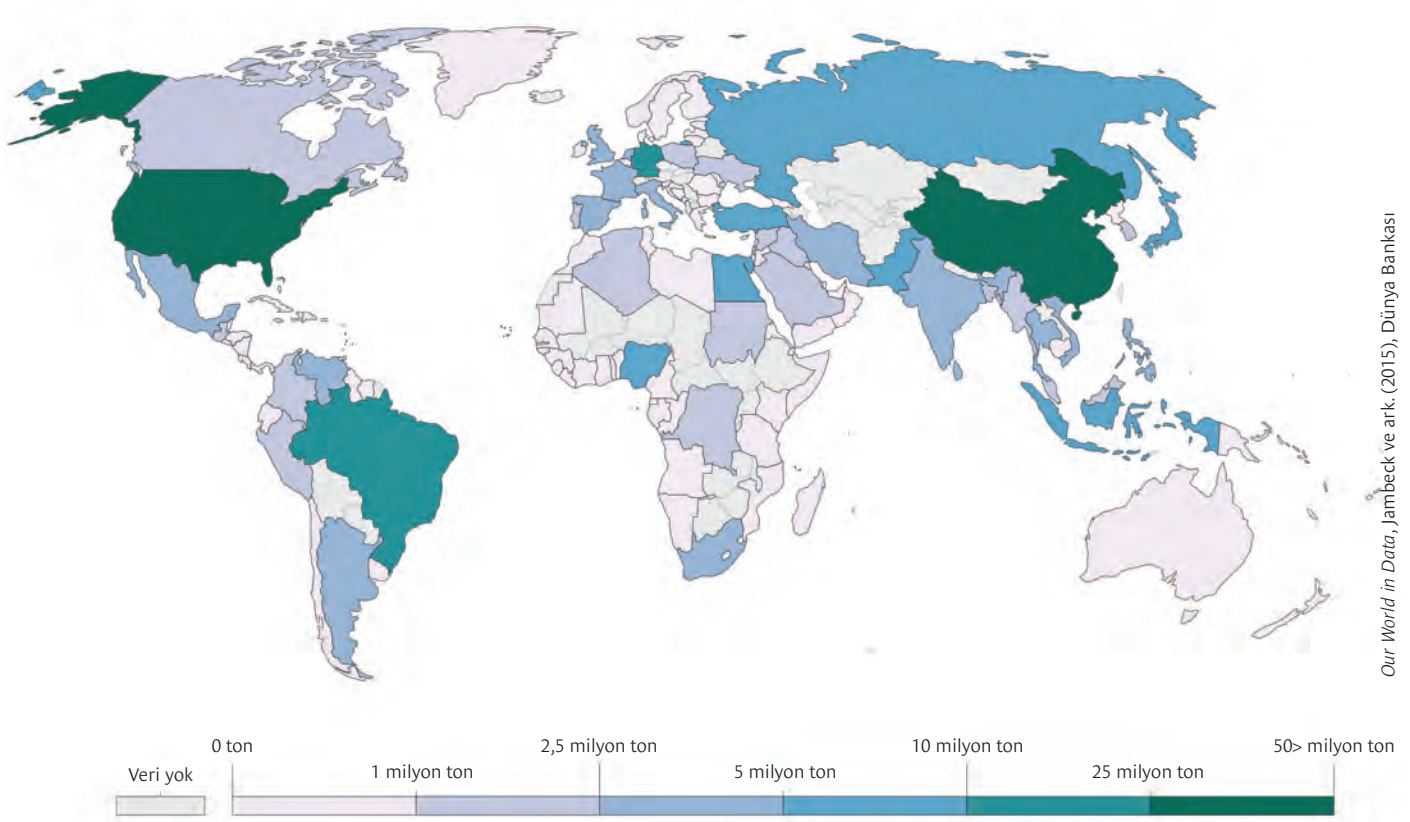 Our World in Data, Jambeck ve ark. (2015), Dünya Bankası
0 ton
2,5 milyon ton
10 milyon ton
50> milyon ton
Veri yok
1 milyon ton
5 milyon ton
25 milyon ton